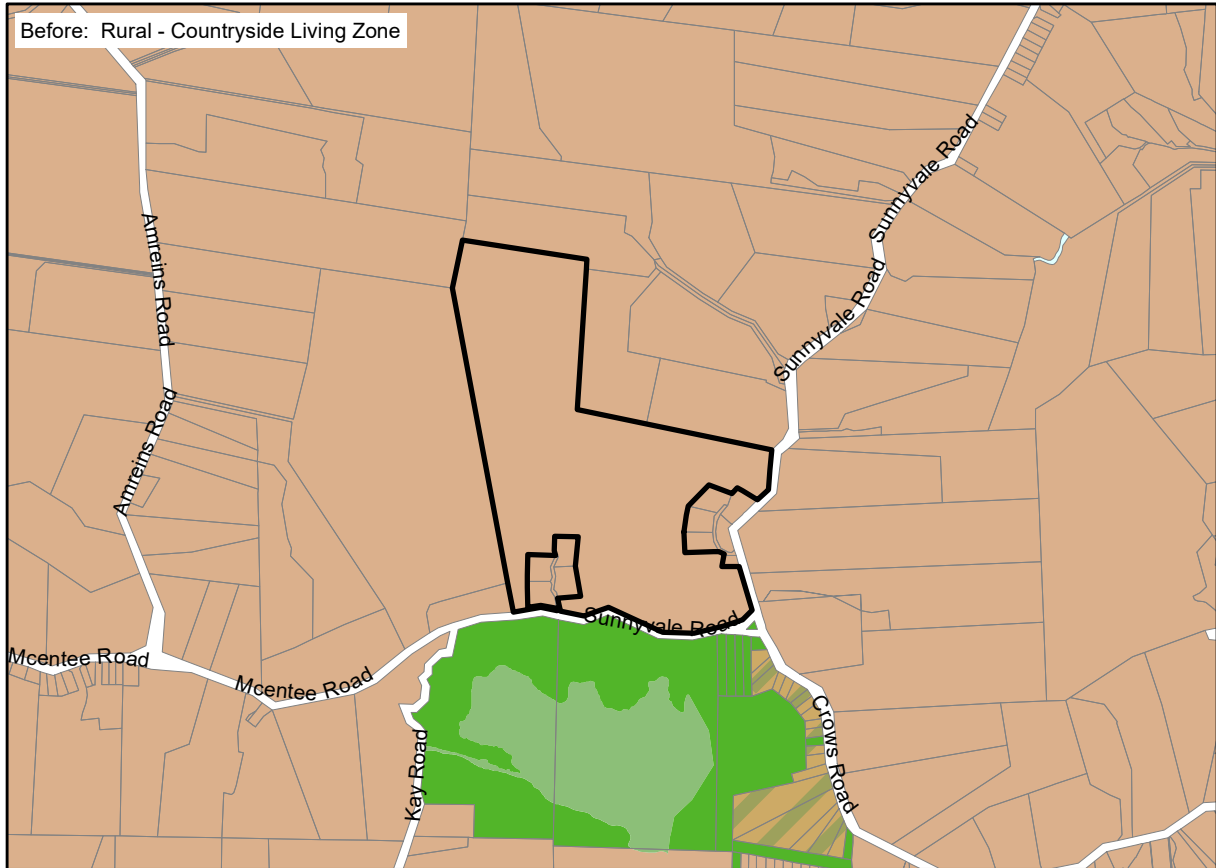 Before: Rural - Countryside Living Zone
Sunnyvale Road
Amreins Road
Sunnyvale Road
Amreins Road
Sunnyvale Road
Mcentee Road
Mcentee Road
Crows Road
Kay Road